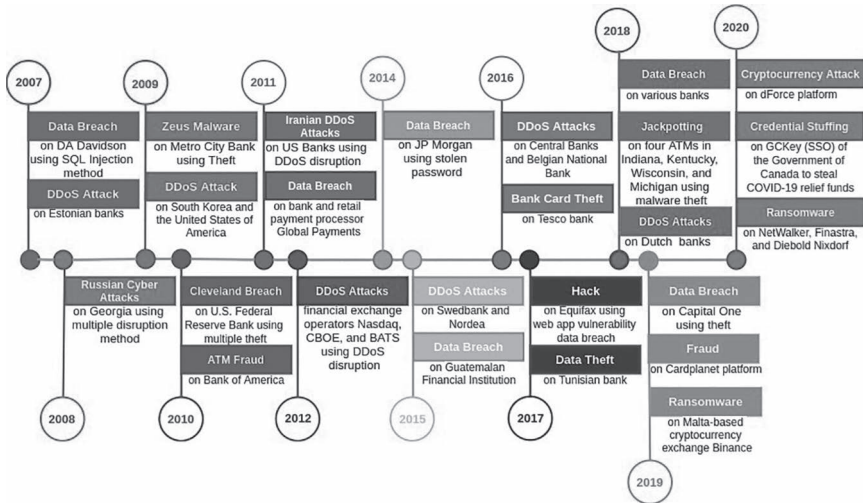 2007
Data Breach
on DA Davidson
using SQL Injection
method
DDoS Attack
on Estonian banks
2009
Zeus Malware
on Metro City Bank
using Theft
DDoS Attack
on South Korea and
the United States of
America
2011
Iranian DDoS
Attacks
on US Banks using
DDoS disruption
Data Breach
on bank and retail
payment processor
Global Payments
2014
Data Breach
on JP Morgan
using stolen
password
2016
DDoS Attacks
on Central Banks
and Belgian National
Bank
Bank Card Theft
on Tesco bank
2018
Data Breach
on various banks
Jackpotting
on four ATMs in
Indiana, Kentucky,
Wisconsin, and
Michigan using
malware theft
DDoS Attacks
on Dutch banks
2020
Cryptocurrency Attack
on dForce platform
Credential Stuffing
on GCKey (SSO) of
the Government of
Canada to steal
COVID-19 relief funds
Ransomware
on NetWalker, Finastra,
and Diebold Nixdorf
Russian Cyber
Attacks
on Georgia using
multiple disruption
method
2008
Cleveland Breach
on U.S. Federal
Reserve Bank using
multiple theft
ATM Fraud
on Bank of America
2010
DDoS Attacks
financial exchange
operators Nasdaq,
CBOE, and BATS
using DDoS
disruption
2012
DDoS Attacks
on Swedbank and
Nordea
Data Breach
on Guatemalan
Financial Institution
2015
Hack
on Equifax using
web app vulnerability
data breach
Data Theft
on Tunisian bank
2017
Data Breach
on Capital One
using theft
Fraud
on Cardplanet platform
Ransomware
on Malta-based
cryptocurrency
exchange Binance
2019